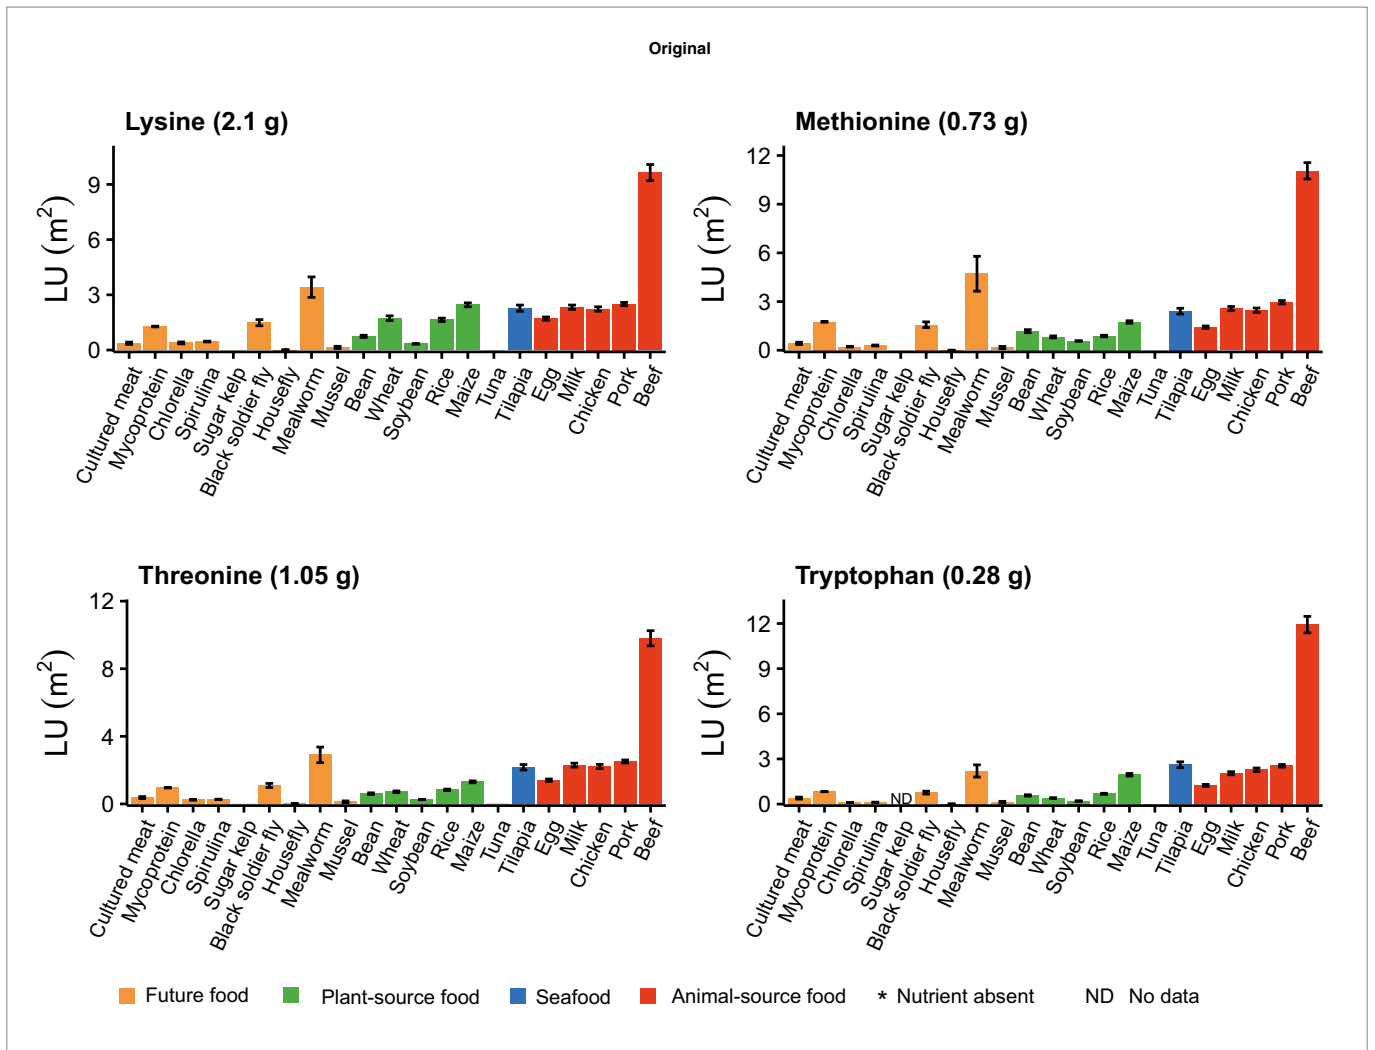 Original
Lysine (2.1 g)
LU (m²)
9
6
3
0
Cultured meat
Mycoprotein
Chlorella
Spirulina
Sugar kelp
Black soldier fly
Housefly
Mealworm
Mussel
Bean
Wheat
Soybean
Rice
Maize
Tuna
Tilapia
Egg
Milk
Chicken
Pork
Beef
Methionine (0.73 g)
LU (m²)
12
9
6
3
0
Cultured meat
Mycoprotein
Chlorella
Spirulina
Sugar kelp
Black soldier fly
Housefly
Mealworm
Mussel
Bean
Wheat
Soybean
Rice
Maize
Tuna
Tilapia
Egg
Milk
Chicken
Pork
Beef
Threonine (1.05 g)
LU (m²)
12
8
4
0
Cultured meat
Mycoprotein
Chlorella
Spirulina
Sugar kelp
Black soldier fly
Housefly
Mealworm
Mussel
Bean
Wheat
Soybean
Rice
Maize
Tuna
Tilapia
Egg
Milk
Chicken
Pork
Beef
Tryptophan (0.28 g)
LU (m²)
12
9
6
3
0
ND
Cultured meat
Mycoprotein
Chlorella
Spirulina
Sugar kelp
Black soldier fly
Housefly
Mealworm
Mussel
Bean
Wheat
Soybean
Rice
Maize
Tuna
Tilapia
Egg
Milk
Chicken
Pork
Beef
Future food Plant-source food Seafood Animal-source food * Nutrient absent ND No data